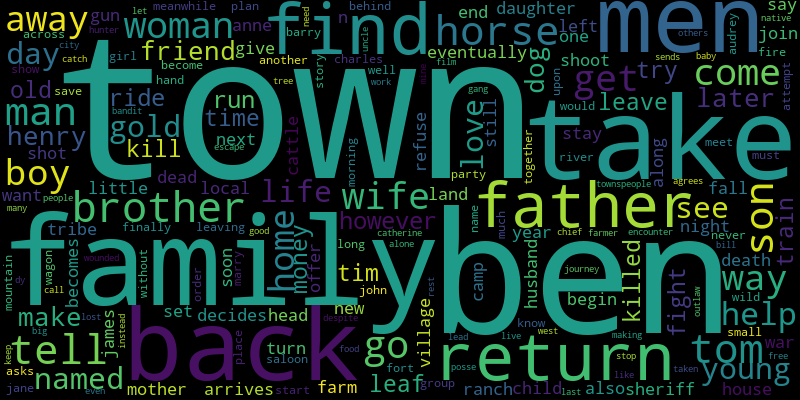 town
take
family
ben
back
find
men
father
return
horse
woman
away
man
boy
brother
tell
wife
home
life
get
come
way
help
tom
young
son
see
go
make
named
gold
kill
friend
henry
day
old
love
dog
later
leave
try
killed
fight
train
run
time
ride
tim
money
leaf
however
little
local
dead
shot
next
give
anne
eventually
daughter
end
one
left
join
say
meanwhile
plan
gun
across
girl
let
become
behind
barry
uncle
need
audrey
others
native
city
hunter
catch
show
save
hand
another
tree
story
film
charles
well
work
n
mine
gang
upon
shoot
baby
sends
fire
attempt
bandit
escape
cattle
morning
refuse
still
party
together
would
stay
river
along
meet
must
townspeople
agrees
want
many
people
tribe
finally
leaving
without
becomes
mountain
wagon
call
wounded
good
marry
order
soon
offer
long
catherine
alone
name
much
land
year
husband
camp
begin
chief
farmer
encounter
fall
night
never
death
bill
wild
journey
outlaw
small
war
free
dy
lost
big
instead
james
set
decides
head
despite
john
new
village
rest
know
west
live
making
lead
stop
like
taken
house
sheriff
also
child
ranch
last
posse
group
fort
food
place
turn
saloon
start
farm
arrives
mother
asks
keep
jane
even